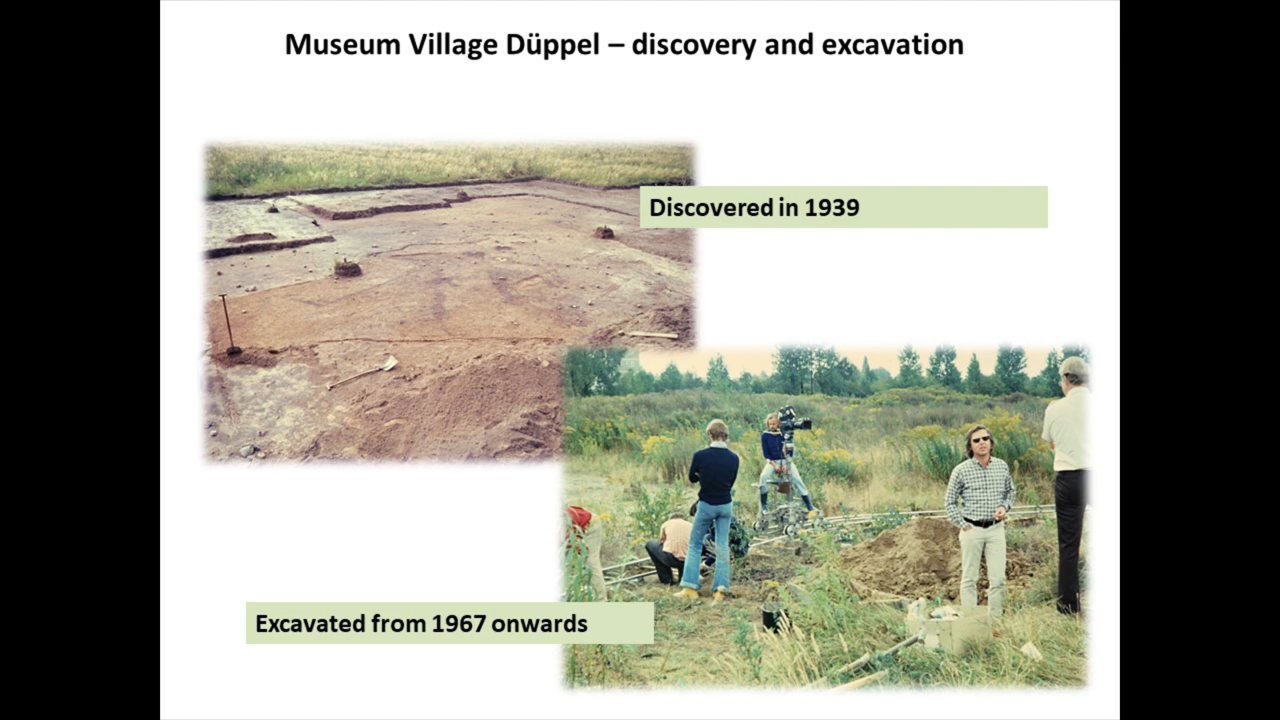 Museum Village Düppel – discovery and excavation
Discovered in 1939
Excavated from 1967 onwards